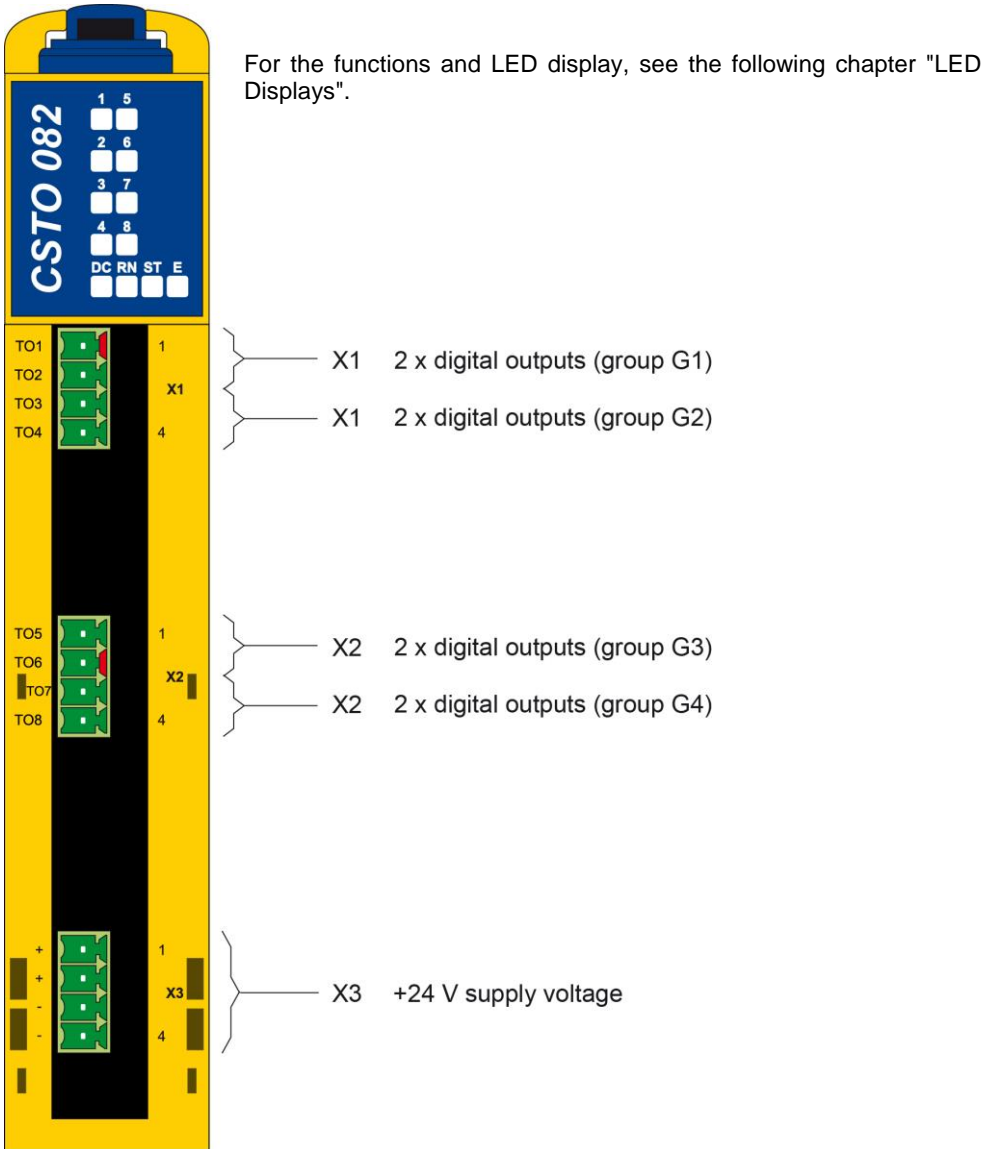 For the functions and LED display, see the following chapter "LED
Displays".
CSTO 082
1 5
2 6
3 7
4 8
DC RN ST E
TO1 1
TO2
X1
TO3
TO4 4
X1 2 x digital outputs (group G1)
X1 2 x digital outputs (group G2)
TO5 1
TO6
X2
TO7
TO8 4
X2 2 x digital outputs (group G3)
X2 2 x digital outputs (group G4)
+ 1
+
X3
-
- 4
X3 +24 V supply voltage